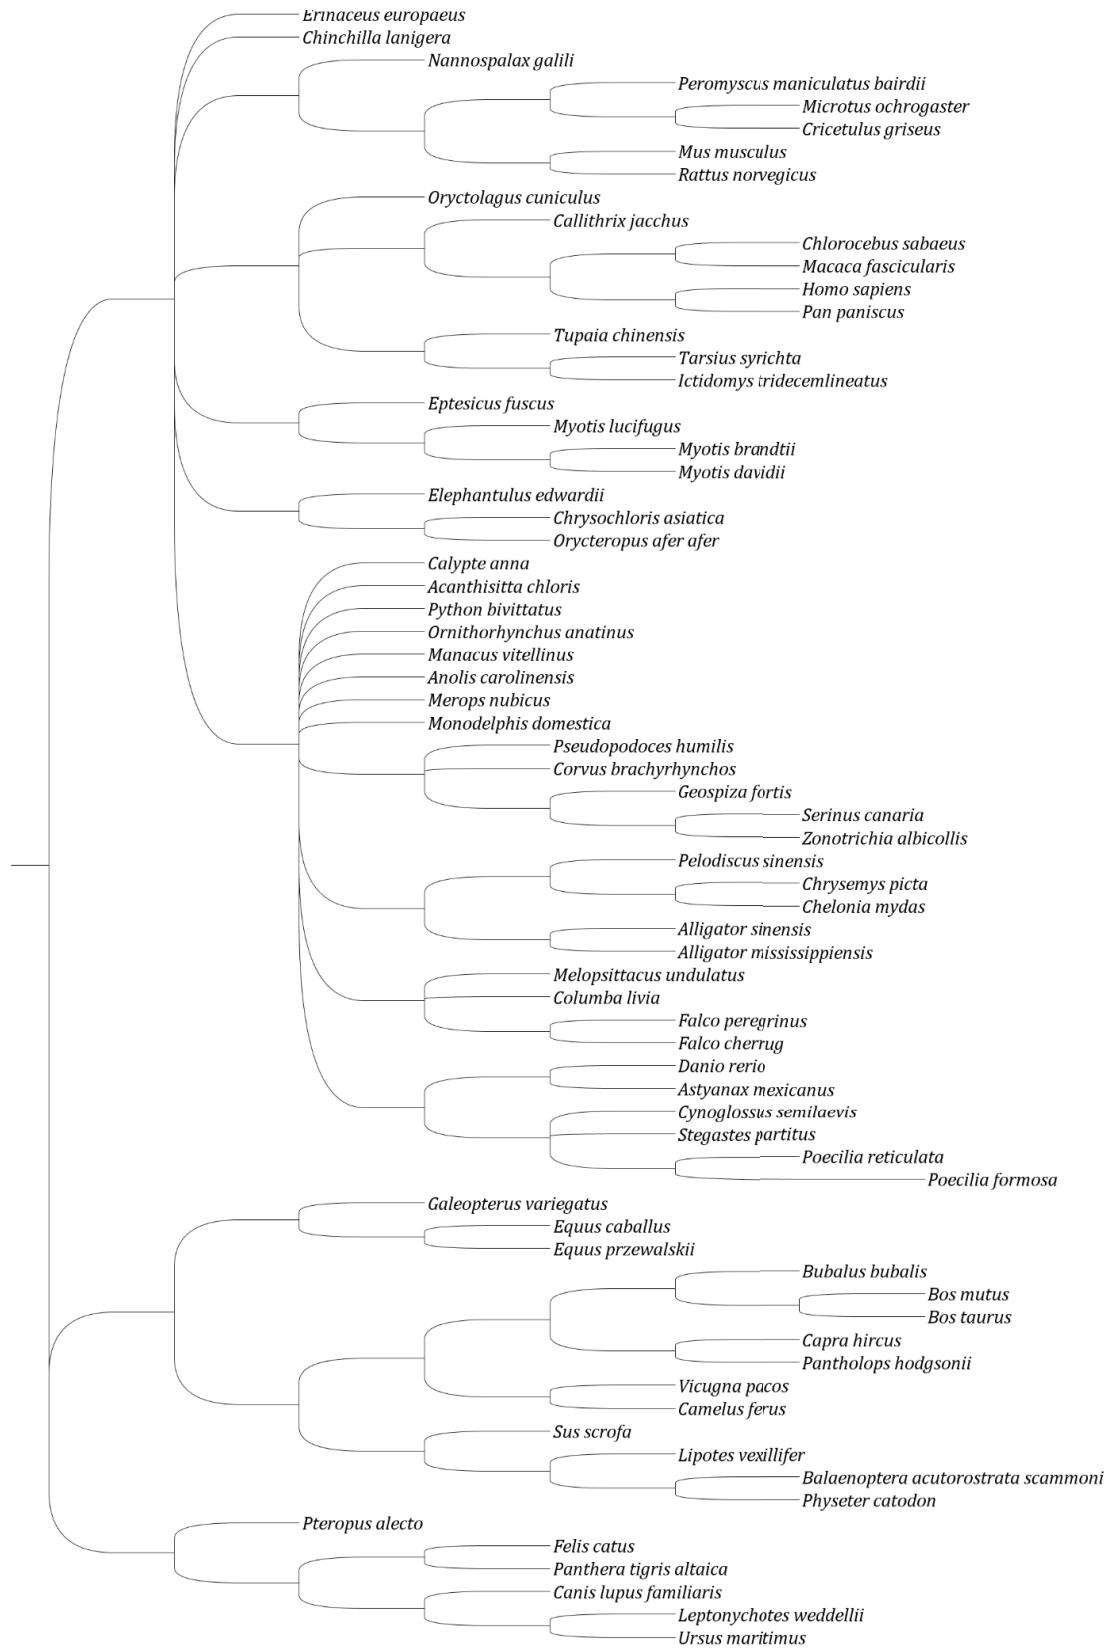 Erinaceus europaeus
Chinchilla lanigera
Nannospalax galili
Peromyscus maniculatus bairdii
Microtus ochrogaster
Cricetulus griseus
Mus musculus
Rattus norvegicus
Oryctolagus cuniculus
Callithrix jacchus
Chlorocebus sabaeus
Macaca fascicularis
Homo sapiens
Pan paniscus
Tupaia chinensis
Tarsius syrichta
Ictidomys tridecemlineatus
Eptesicus fuscus
Myotis lucifugus
Myotis brandtii
Myotis davidii
Elephantulus edwardii
Chrysochloris asiatica
Orycteropus afer afer
Calypte anna
Acanthisitta chloris
Python bivittatus
Ornithorhynchus anatinus
Manacus vitellinus
Anolis carolinensis
Merops nubicus
Monodelphis domestica
Pseudopodoces humilis
Corvus brachyrhynchos
Geospiza fortis
Serinus canaria
Zonotrichia albicollis
Pelodiscus sinensis
Chrysemys picta
Chelonia mydas
Alligator sinensis
Alligator mississippiensis
Melopsittacus undulatus
Columba livia
Falco peregrinus
Falco cherrug
Danio rerio
Astyanax mexicanus
Cynoglossus semilaevis
Stegastes partitus
Poecilia reticulata
Poecilia formosa
Galeopterus variegatus
Equus caballus
Equus przewalskii
Bubalus bubalis
Bos mutus
Bos taurus
Capra hircus
Pantholops hodgsonii
Vicugna pacos
Camelus ferus
Sus scrofa
Lipotes vexillifer
Balaenoptera acutorostrata scammoni
Physeter catodon
Pteropus alecto
Felis catus
Panthera tigris altaica
Canis lupus familiaris
Leptonychotes weddellii
Ursus maritimus